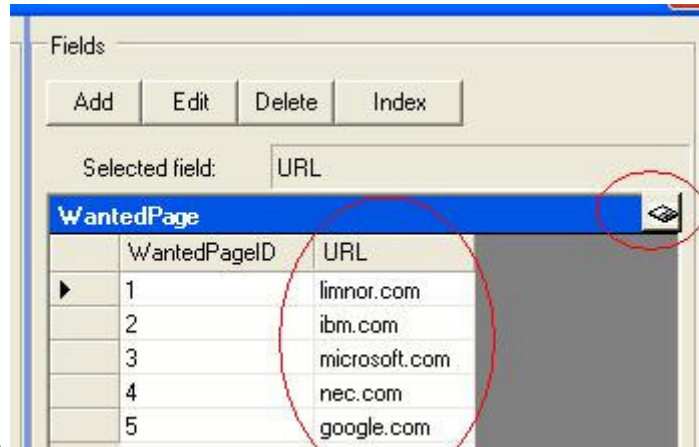 Fields
Add Edit Delete Index
Selected field: URL
WantedPage
WantedPageID URL
1 limnor.com
2 ibm.com
3 microsoft.com
4 nec.com
5 google.com